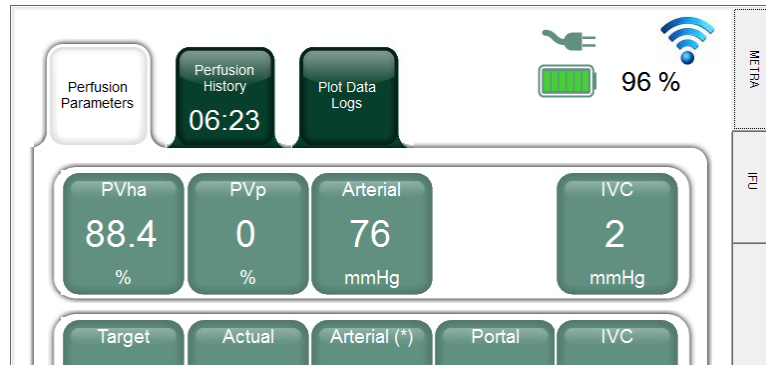 96 %
Perfusion
Parameters
Perfusion
History
06:23
Plot Data
Logs
METRA
IFU
PVha
88.4
%
PVp
0
%
Arterial
76
mmHg
IVC
2
mmHg
Target
Actual
Arterial (*)
Portal
IVC